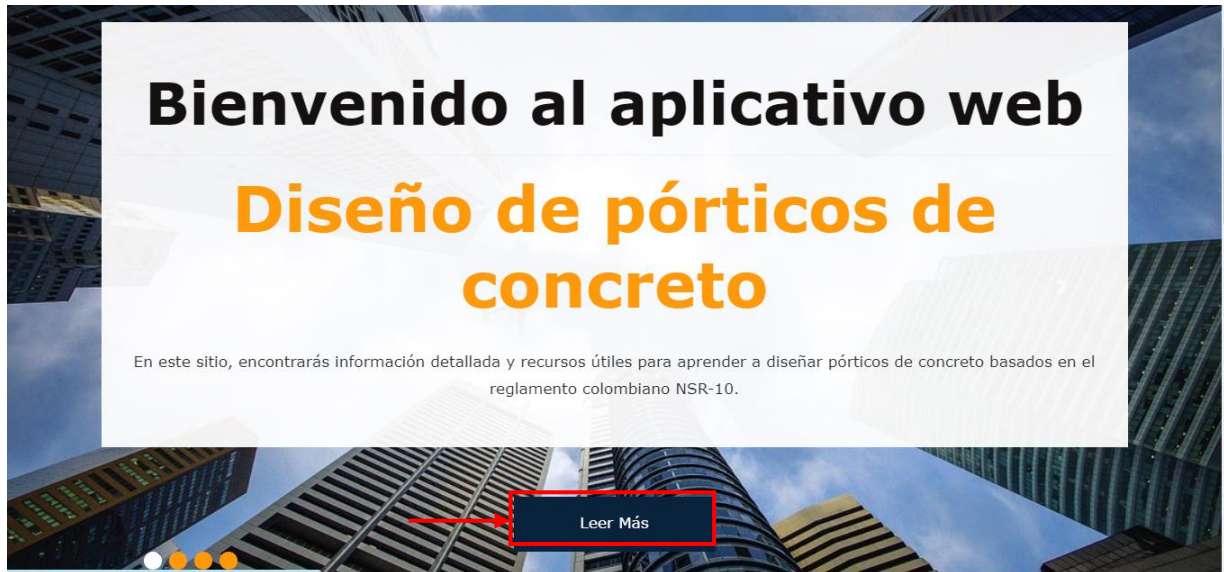 Bienvenido al aplicativo web
Diseño de pórticos de
concreto
En este sitio, encontrarás información detallada y recursos útiles para aprender a diseñar pórticos de concreto basados en el
reglamento colombiano NSR-10.
Leer Más